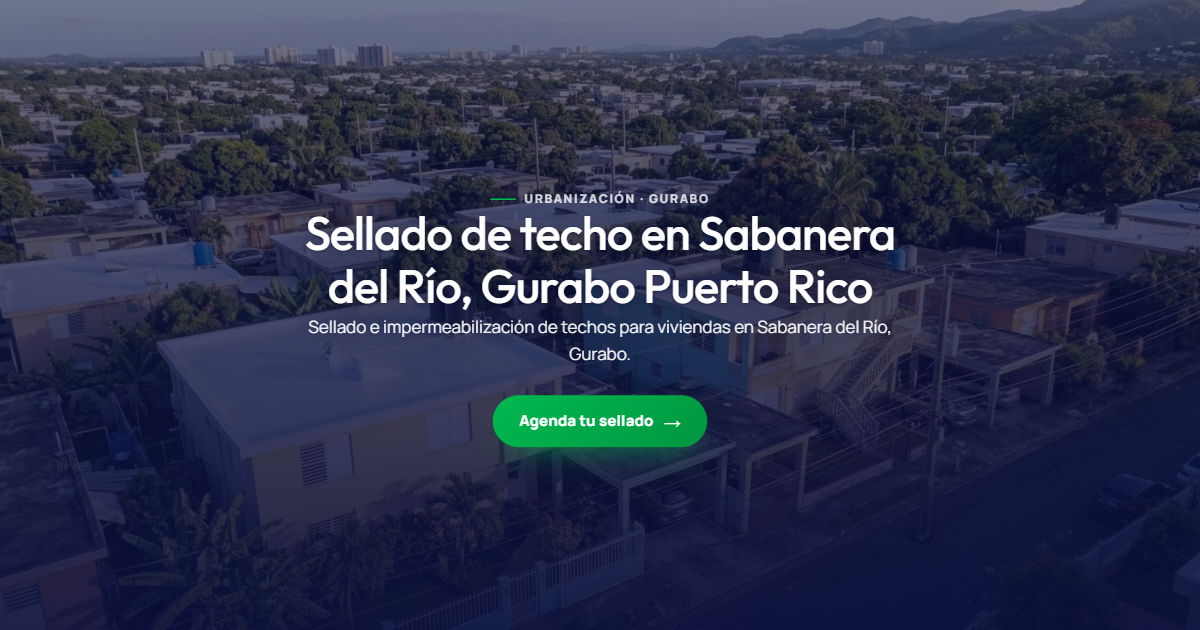 URBANIZACIÓN · GURABO
Sellado de techo en Sabanera
del Río, Gurabo Puerto Rico
Sellado e impermeabilización de techos para viviendas en Sabanera del Río,
Gurabo.
Agenda tu sellado →